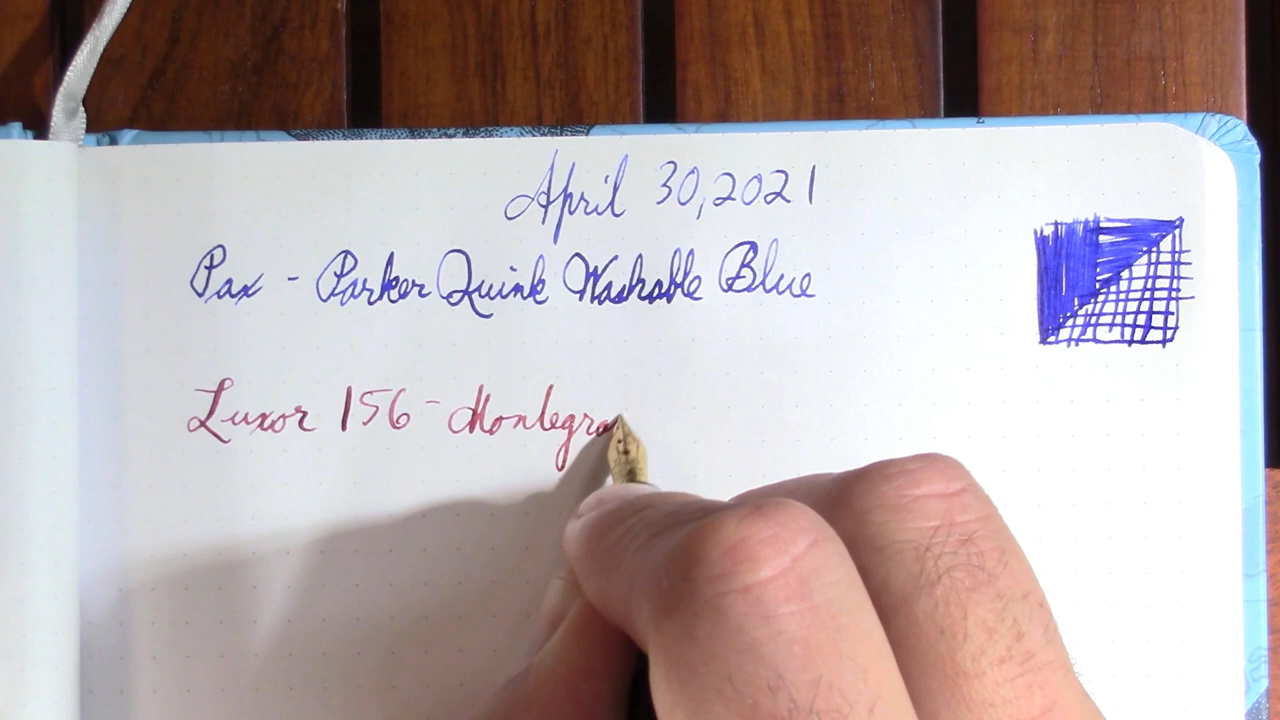 April 30, 2021
Pax - Parker Quink Washable Blue
Luxor 156 - Montegra